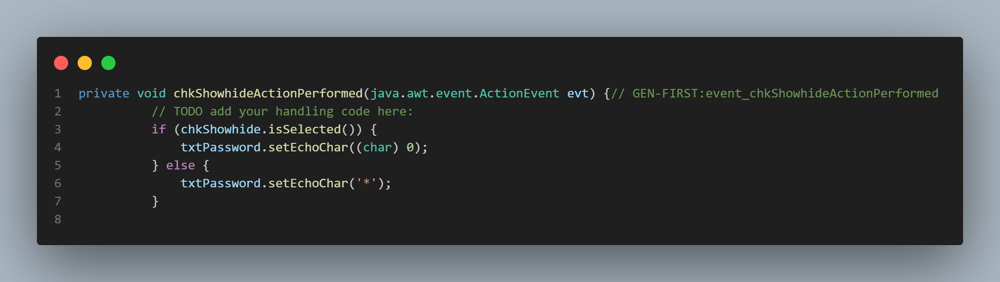 1 private void chkShowhideActionPerformed(java.awt.event.ActionEvent evt) {// GEN-FIRST:event_chkShowhideActionPerformed
2 // TODO add your handling code here:
3 if (chkShowhide.isSelected()) {
4 txtPassword.setEchoChar((char) 0);
5 } else {
6 txtPassword.setEchoChar('*');
7 }
8